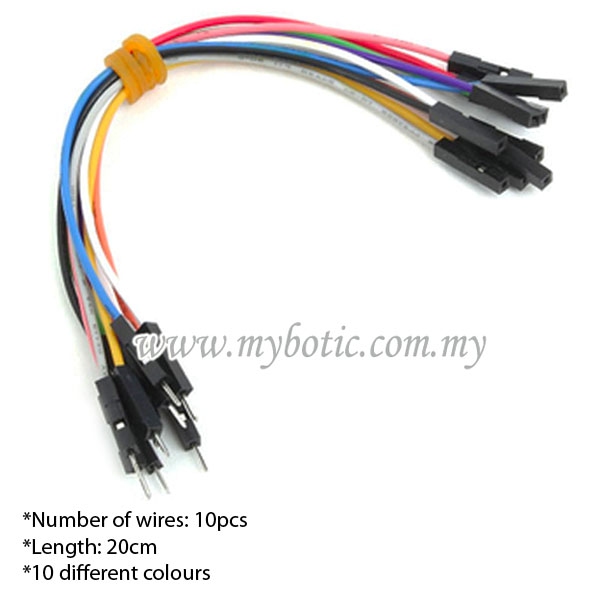 www.mybotic.com.my
*Number of wires: 10pcs
*Length: 20cm
*10 different colours